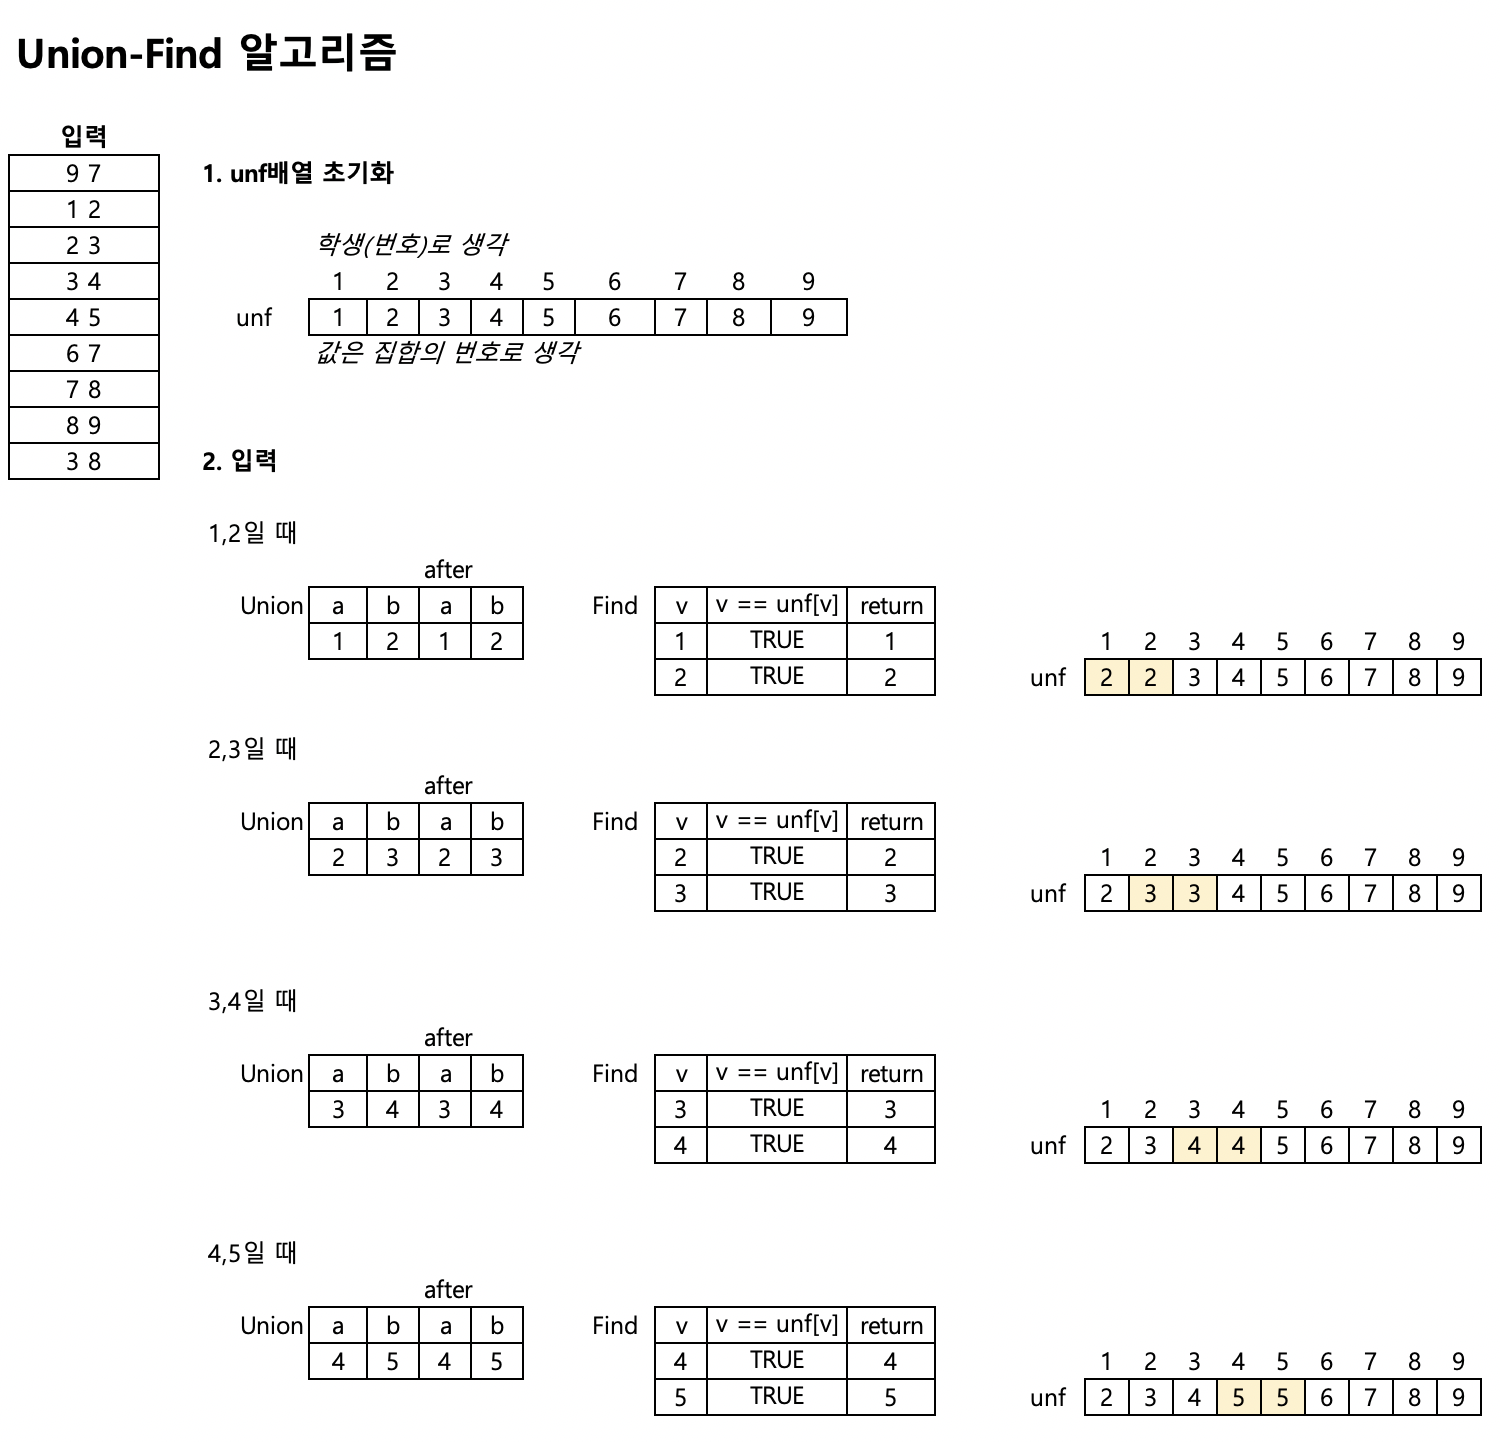 Union-Find 알고리즘
입력
9 7
1 2
2 3
3 4
4 5
6 7
7 8
8 9
3 8
1. unf배열 초기화
학생(번호)로 생각
1 2 3 4 5 6 7 8 9
unf 1 2 3 4 5 6 7 8 9
값은 집합의 번호로 생각
2. 입력
1,2일 때
after
Union a b a b
1 2 1 2
Find v v == unf[v] return
1 TRUE 1
2 TRUE 2
1 2 3 4 5 6 7 8 9
unf 2 2 3 4 5 6 7 8 9
2,3일 때
after
Union a b a b
2 3 2 3
Find v v == unf[v] return
2 TRUE 2
3 TRUE 3
1 2 3 4 5 6 7 8 9
unf 2 3 3 4 5 6 7 8 9
3,4일 때
after
Union a b a b
3 4 3 4
Find v v == unf[v] return
3 TRUE 3
4 TRUE 4
1 2 3 4 5 6 7 8 9
unf 2 3 4 4 5 6 7 8 9
4,5일 때
after
Union a b a b
4 5 4 5
Find v v == unf[v] return
4 TRUE 4
5 TRUE 5
1 2 3 4 5 6 7 8 9
unf 2 3 4 5 5 6 7 8 9